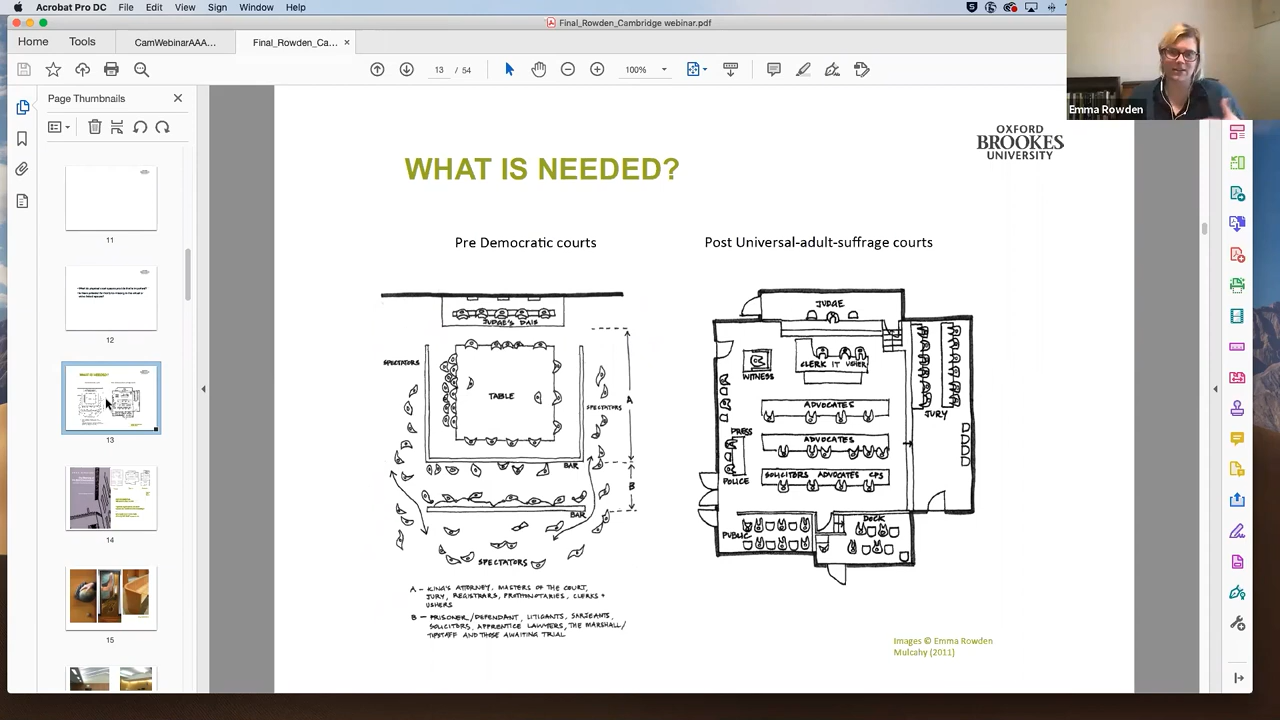 Acrobat Pro DC File Edit View Sign Window Help
Final_Rowden_Cambridge webinar.pdf
Home Tools CamWebinarAAA... Final_Rowden_Ca... ×
13 / 54 100%
Emma Rowden
Page Thumbnails
11
12
13
14
15
OXFORD
BROOKES
UNIVERSITY
WHAT IS NEEDED?
Pre Democratic courts
JUDGE'S DAIS
SPECTATORS
TABLE
SPECTATORS
A
BAR
B
BAR
SPECTATORS
A - KING'S ATTORNEY, MASTERS OF THE COURT,
JURY, REGISTRARS, PROTHONOTARIES, CLERKS +
USHERS
B - PRISONER/DEFENDANT, LITIGANTS, SARJEANTS,
SOLICITORS, APPRENTICE LAWYERS, THE MARSHALL/
TIPSTAFF AND THOSE AWAITING TRIAL
Post Universal-adult-suffrage courts
JUDGE
WITNESS
CLERK IT USHER
ADVOCATES
JURY
PRESS
ADVOCATES
POLICE
SOLICITORS ADVOCATES CPS
PUBLIC
DOCK
Images © Emma Rowden
Mulcahy (2011)